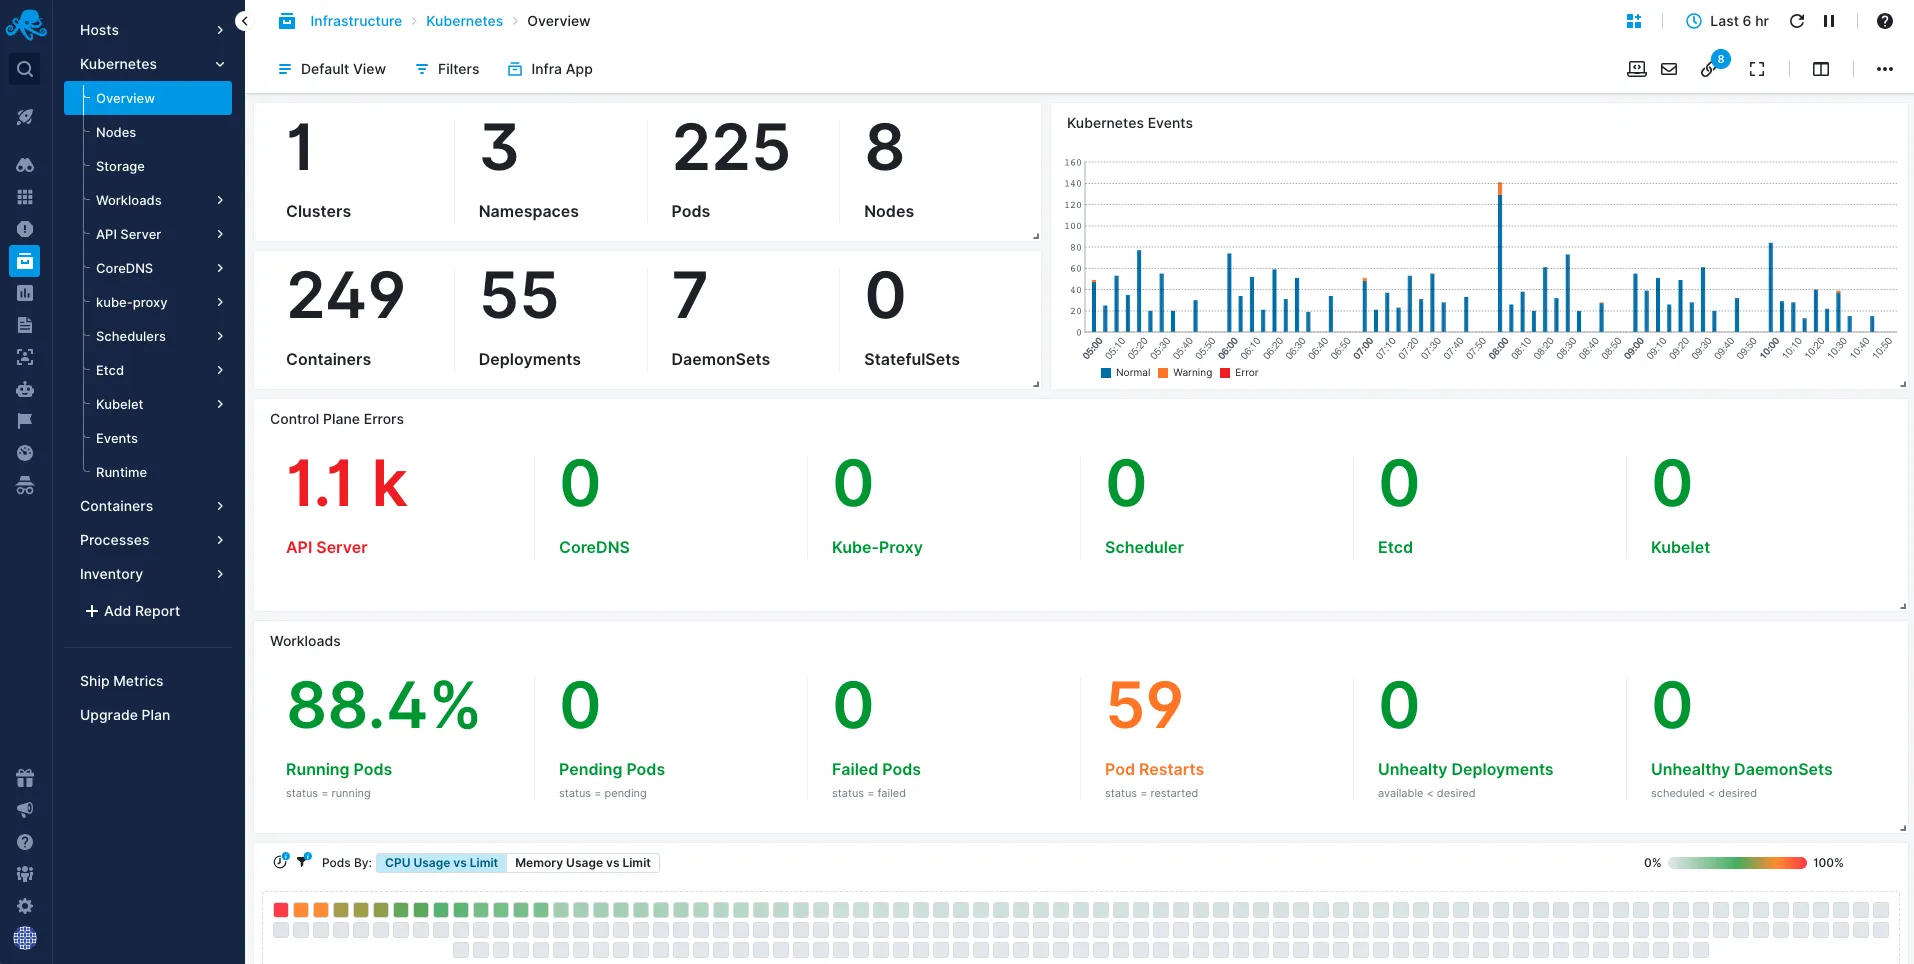 Hosts
Kubernetes
Overview
Nodes
Storage
Workloads
API Server
CoreDNS
kube-proxy
Schedulers
Etcd
Kubelet
Events
Runtime
Containers
Processes
Inventory
+ Add Report
Ship Metrics
Upgrade Plan
Infrastructure > Kubernetes > Overview
Last 6 hr
Default View
Filters
Infra App
8
1
Clusters
3
Namespaces
225
Pods
8
Nodes
249
Containers
55
Deployments
7
DaemonSets
0
StatefulSets
Kubernetes Events
160
140
120
100
80
60
40
20
0
05:00 05:10 05:20 05:30 05:40 05:50 06:00 06:10 06:20 06:30 06:40 06:50 07:00 07:10 07:20 07:30 07:40 07:50 08:00 08:10 08:20 08:30 08:40 08:50 09:00 09:10 09:20 09:30 09:40 09:50 10:00 10:10 10:20 10:30 10:40 10:50
Normal Warning Error
Control Plane Errors
1.1 k
API Server
0
CoreDNS
0
Kube-Proxy
0
Scheduler
0
Etcd
0
Kubelet
Workloads
88.4%
Running Pods
status = running
0
Pending Pods
status = pending
0
Failed Pods
status = failed
59
Pod Restarts
status = restarted
0
Unhealty Deployments
available < desired
0
Unhealthy DaemonSets
scheduled < desired
Pods By: CPU Usage vs Limit Memory Usage vs Limit
0% 100%